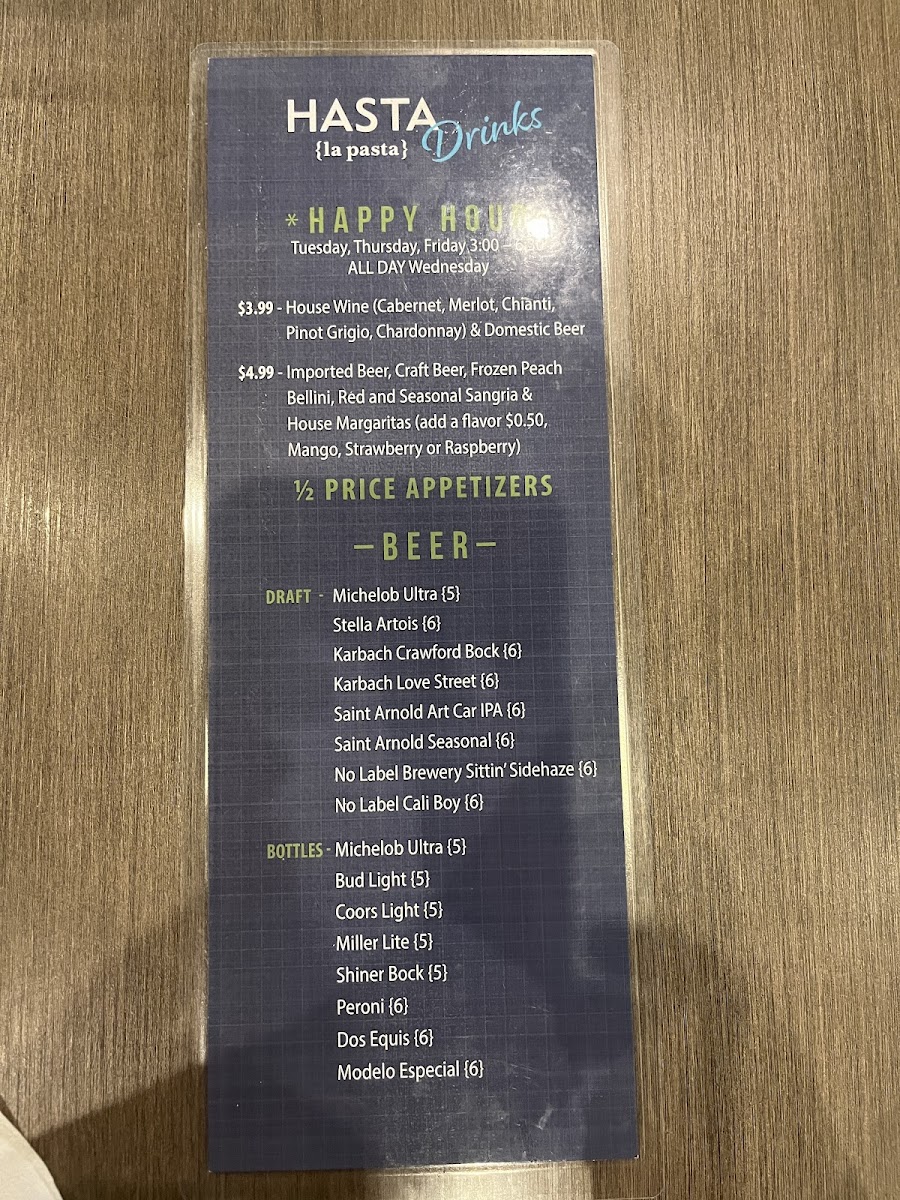 HASTA
{la pasta}
Drinks
* HAPPY HOUR
Tuesday, Thursday, Friday 3:00 –
ALL DAY Wednesday
$3.99 - House Wine (Cabernet, Merlot, Chianti,
Pinot Grigio, Chardonnay) & Domestic Beer
$4.99 - Imported Beer, Craft Beer, Frozen Peach
Bellini, Red and Seasonal Sangria &
House Margaritas (add a flavor $0.50,
Mango, Strawberry or Raspberry)
½ PRICE APPETIZERS
–BEER–
DRAFT - Michelob Ultra {5}
Stella Artois {6}
Karbach Crawford Bock {6}
Karbach Love Street {6}
Saint Arnold Art Car IPA {6}
Saint Arnold Seasonal {6}
No Label Brewery Sittin' Sidehaze {6}
No Label Cali Boy {6}
BOTTLES - Michelob Ultra {5}
Bud Light {5}
Coors Light {5}
Miller Lite {5}
Shiner Bock {5}
Peroni {6}
Dos Equis {6}
Modelo Especial {6}